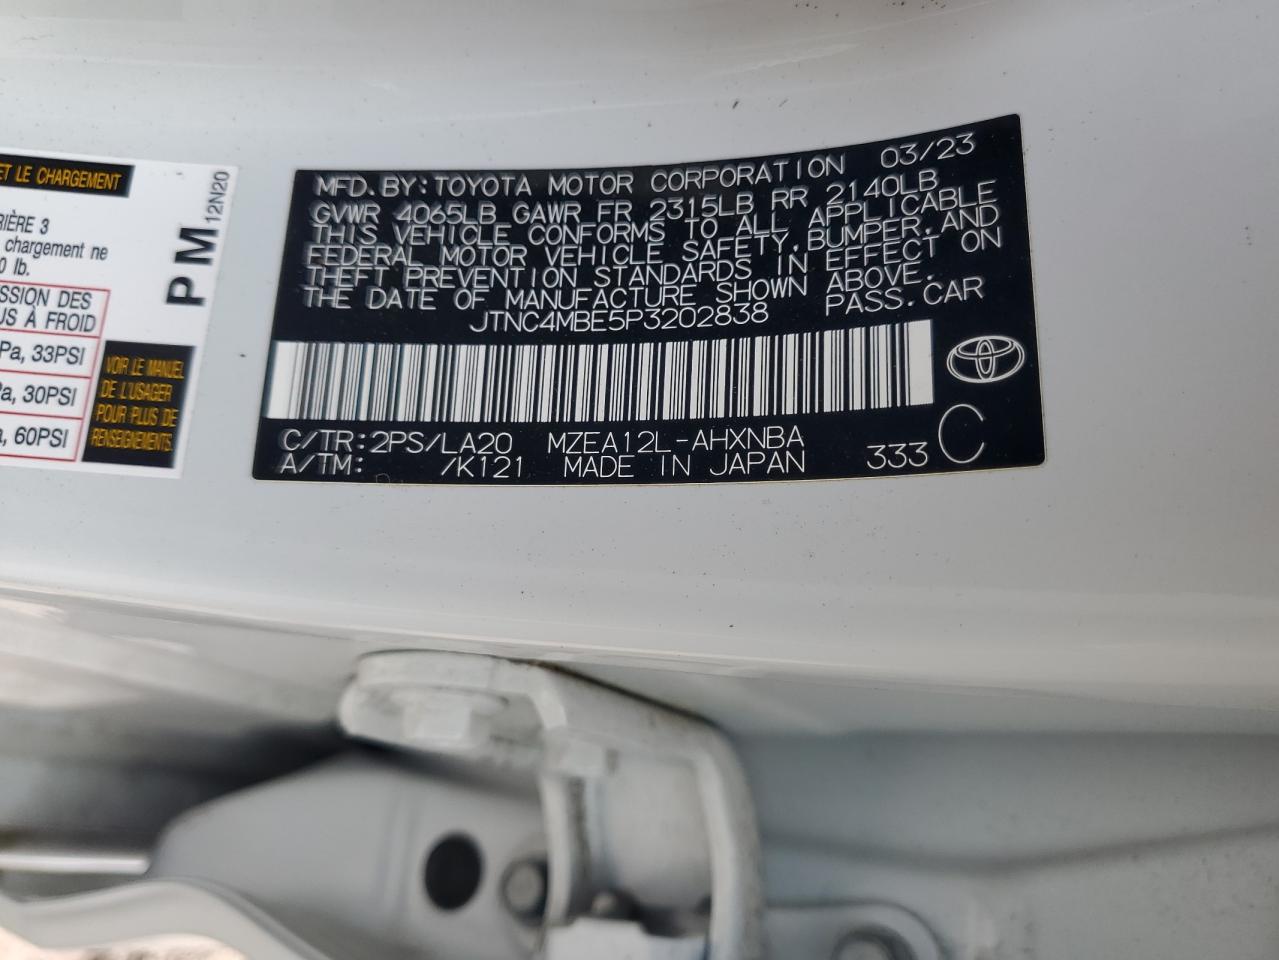 ET LE CHARGEMENT
RIÈRE 3
chargement ne
0 lb.
SSION DES
US À FROID
Pa, 33PSI
a, 30PSI
a, 60PSI
PM 12N20
VOIR LE MANUEL
DE L'USAGER
POUR PLUS DE
RENSEIGNEMENTS
MFD.BY:TOYOTA MOTOR CORPORATION 03/23
GVWR 4065LB GAWR FR 2315LB RR 2140LB
THIS VEHICLE CONFORMS TO ALL APPLICABLE
FEDERAL MOTOR VEHICLE SAFETY,BUMPER,AND
THEFT PREVENTION STANDARDS IN EFFECT ON
THE DATE OF MANUFACTURE SHOWN ABOVE.
JTNC4MBE5P3202838 PASS.CAR
C/TR:2PS/LA20 MZEA12L-AHXNBA
A/TM: /K121 MADE IN JAPAN 333 C